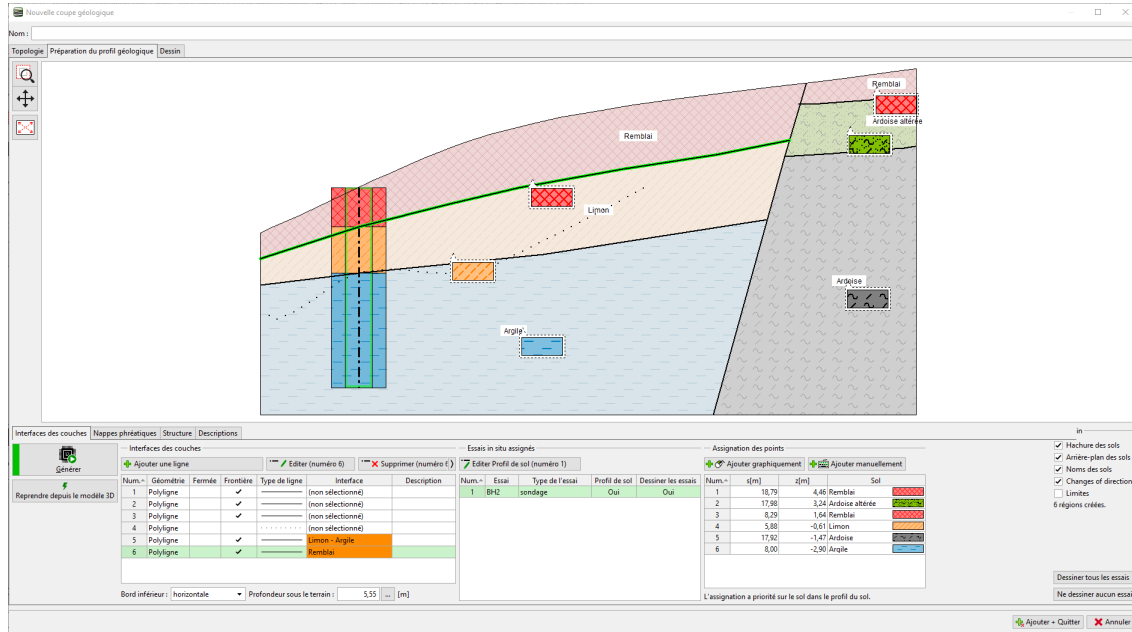 Nouvelle coupe géologique
Nom :
Topologie Préparation du profil géologique Dessin
Remblai
Ardoise altérée
Remblai
Limon
Ardoise
Argile
Interfaces des couches Nappes phréatiques Structure Descriptions
in
Générer
Reprendre depuis le modèle 3D
Interfaces des couches
Ajouter une ligne Editer (numéro 6) Supprimer (numéro 6)
Num. Géométrie Fermée Frontière Type de ligne Interface Description
1 Polyligne (non sélectionné)
2 Polyligne (non sélectionné)
3 Polyligne (non sélectionné)
4 Polyligne (non sélectionné)
5 Polyligne Limon - Argile
6 Polyligne Remblai
Bord inférieur : horizontale Profondeur sous le terrain : 5,55 ... [m]
Essais in situ assignés
Editer Profil de sol (numéro 1)
Num. Essai Type de l'essai Profil de sol Dessiner les essais
1 BH2 sondage Oui Oui
Assignation des points
Ajouter graphiquement Ajouter manuellement
Num. s[m] z[m] Sol
1 18,79 4,46 Remblai
2 17,98 3,24 Ardoise altérée
3 8,29 1,64 Remblai
4 5,88 -0,61 Limon
5 17,92 -1,47 Ardoise
6 8,00 -2,90 Argile
L'assignation a priorité sur le sol dans le profil du sol.
Hachure des sols
Arrière-plan des sols
Noms des sols
Changes of direction
Limites
6 régions créées.
Dessiner tous les essais
Ne dessiner aucun essai
Ajouter + Quitter Annuler